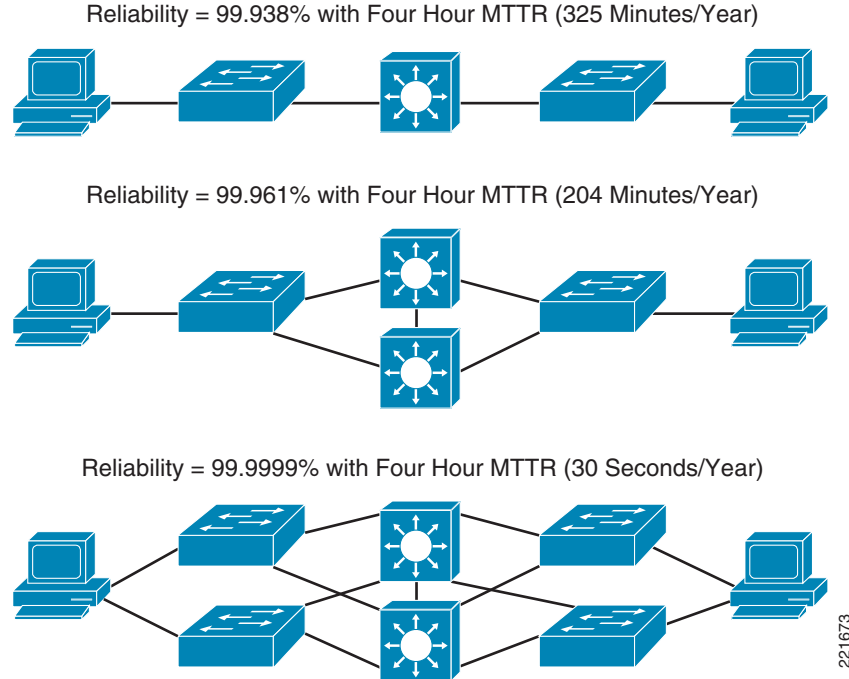 Reliability = 99.938% with Four Hour MTTR (325 Minutes/Year)
Reliability = 99.961% with Four Hour MTTR (204 Minutes/Year)
Reliability = 99.9999% with Four Hour MTTR (30 Seconds/Year)
221673